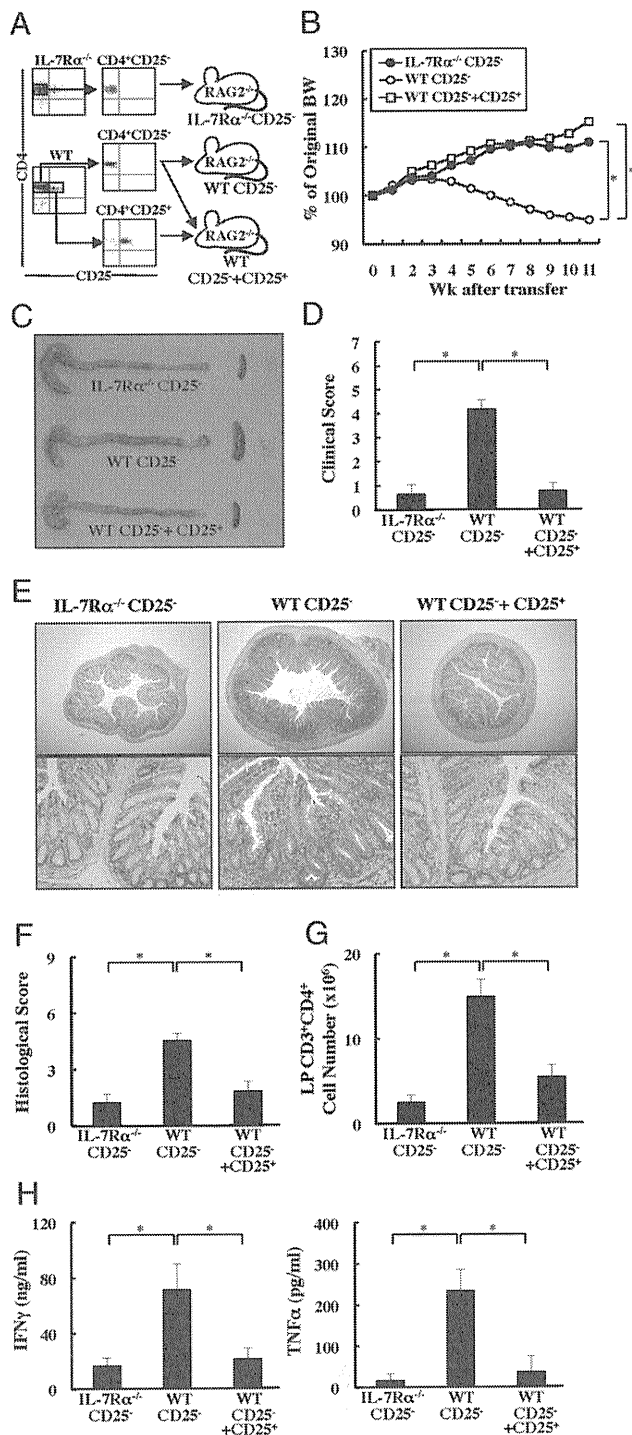 A
IL-7Rα⁻/⁻ CD4⁺CD25⁻
RAG2⁻/⁻
IL-7Rα⁻/⁻CD25⁻
WT CD4⁺CD25⁻
RAG2⁻/⁻
WT CD25⁻
CD4⁺CD25⁺
RAG2⁻/⁻
WT
CD25⁻+CD25⁺
CD4
CD25
B
IL-7Rα⁻/⁻ CD25⁻
WT CD25⁻
WT CD25⁻+CD25⁺
% of Original BW
130
120
110
100
90
* *
0 1 2 3 4 5 6 7 8 9 10 11
Wk after transfer
C
IL-7Rα⁻/⁻ CD25⁻
WT CD25
WT CD25⁻+ CD25⁺
D
Clinical Score
7
6
5
4
3
2
1
0
* *
IL-7Rα⁻/⁻ WT WT
CD25⁻ CD25⁻ CD25⁻
+CD25⁺
E
IL-7Rα⁻/⁻ CD25⁻ WT CD25⁻ WT CD25⁻+ CD25⁺
F
Histological Score
9
6
3
0
* *
IL-7Rα⁻/⁻ WT WT
CD25⁻ CD25⁻ CD25⁻
+CD25⁺
G
LP CD3⁺CD4⁺
Cell Number (x10⁶)
20
10
0
* *
IL-7Rα⁻/⁻ WT WT
CD25⁻ CD25⁻ CD25⁻
+CD25⁺
H
IFNγ (ng/ml)
120
80
40
0
* *
IL-7Rα⁻/⁻ WT WT
CD25⁻ CD25⁻ CD25⁻
+CD25⁺
TNFα (pg/ml)
400
300
200
100
0
* *
IL-7Rα⁻/⁻ WT WT
CD25⁻ CD25⁻ CD25⁻
+CD25⁺